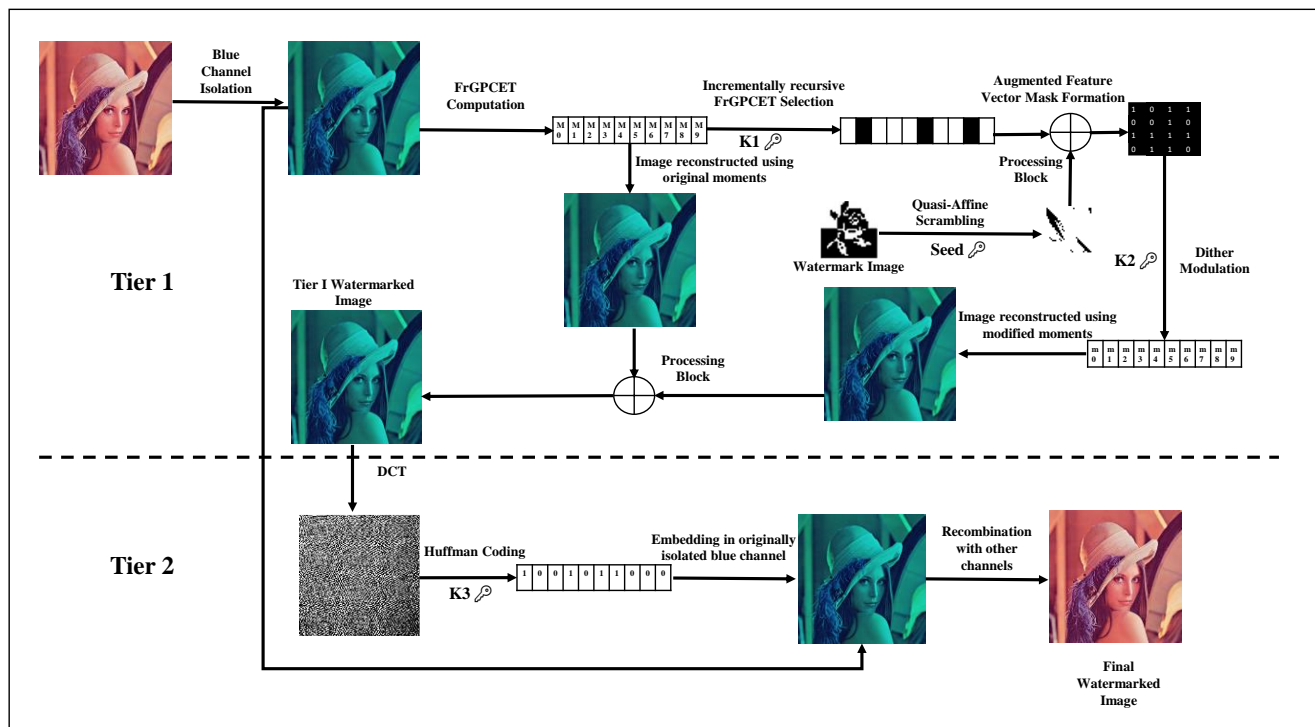 Blue
Channel
Isolation
FrGPCET
Computation
M M M M M M M M M M
0 1 2 3 4 5 6 7 8 9
Incrementally recursive
FrGPCET Selection
K1
Augmented Feature
Vector Mask Formation
1 0 1 1
0 0 1 0
0 1 1 1
0 1 1 0
Processing
Block
Image reconstructed using
original moments
Quasi-Affine
Scrambling
Seed
Watermark Image
K2
Dither
Modulation
Tier 1
Tier I Watermarked
Image
Processing
Block
Image reconstructed using
modified moments
m m m m m m m m m m
0 1 2 3 4 5 6 7 8 9
DCT
Tier 2
Huffman Coding
K3
1 0 0 1 0 1 1 0 0 0
Embedding in originally
isolated blue channel
Recombination
with other
channels
Final
Watermarked
Image